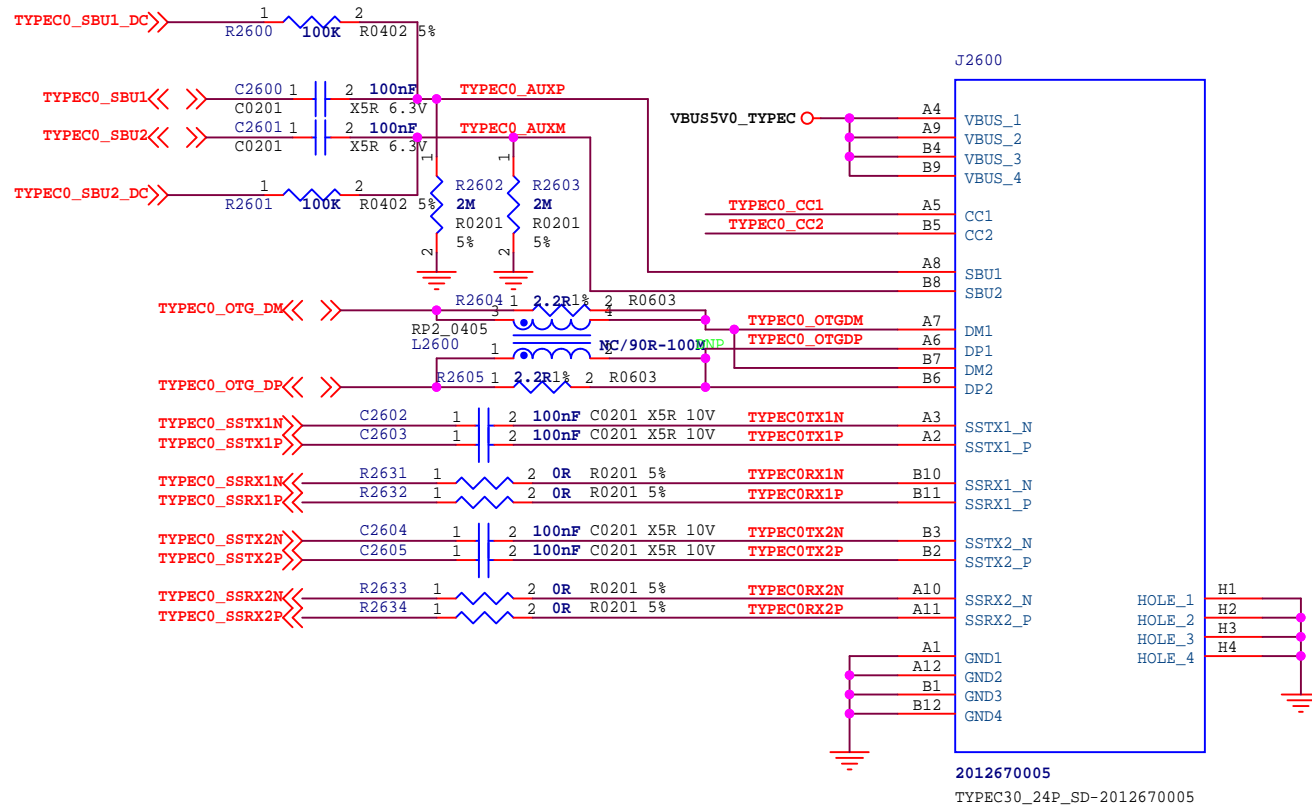 TYPEC0_SBU1_DC 1 2
R2600 100K R0402 5%
J2600
TYPEC0_SBU1 C2600 1 2 100nF TYPEC0_AUXP
C0201 X5R 6.3V
TYPEC0_SBU2 C2601 1 2 100nF TYPEC0_AUXM
C0201 X5R 6.3V
TYPEC0_SBU2_DC 1 2
R2601 100K R0402 5%
1 R2602 2M R0201 5% 2
1 R2603 2M R0201 5% 2
VBUS5V0_TYPEC
A4 VBUS_1
A9 VBUS_2
B4 VBUS_3
B9 VBUS_4
TYPEC0_CC1 A5 CC1
TYPEC0_CC2 B5 CC2
A8 SBU1
B8 SBU2
TYPEC0_OTG_DM R2604 1 2.2R 1% 2 R0603
3 4
RP2_0405
L2600
1 NC/90R-100M 2 DNP
TYPEC0_OTG_DP R2605 1 2.2R 1% 2 R0603
TYPEC0_OTGDM A7 DM1
TYPEC0_OTGDP A6 DP1
B7 DM2
B6 DP2
TYPEC0_SSTX1N C2602 1 2 100nF C0201 X5R 10V TYPEC0TX1N A3 SSTX1_N
TYPEC0_SSTX1P C2603 1 2 100nF C0201 X5R 10V TYPEC0TX1P A2 SSTX1_P
TYPEC0_SSRX1N R2631 1 2 0R R0201 5% TYPEC0RX1N B10 SSRX1_N
TYPEC0_SSRX1P R2632 1 2 0R R0201 5% TYPEC0RX1P B11 SSRX1_P
TYPEC0_SSTX2N C2604 1 2 100nF C0201 X5R 10V TYPEC0TX2N B3 SSTX2_N
TYPEC0_SSTX2P C2605 1 2 100nF C0201 X5R 10V TYPEC0TX2P B2 SSTX2_P
TYPEC0_SSRX2N R2633 1 2 0R R0201 5% TYPEC0RX2N A10 SSRX2_N
TYPEC0_SSRX2P R2634 1 2 0R R0201 5% TYPEC0RX2P A11 SSRX2_P
HOLE_1 H1
HOLE_2 H2
HOLE_3 H3
HOLE_4 H4
A1 GND1
A12 GND2
B1 GND3
B12 GND4
2012670005
TYPEC30_24P_SD-2012670005